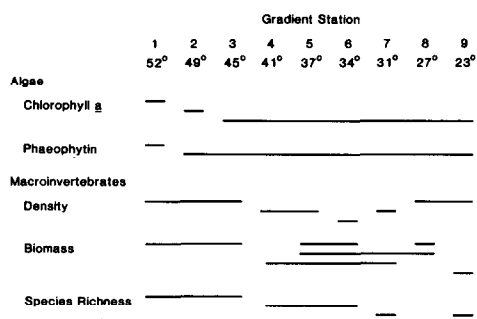 Gradient Station
1 2 3 4 5 6 7 8 9
52° 49° 45° 41° 37° 34° 31° 27° 23°
Algae
Chlorophyll a
Phaeophytin
Macroinvertebrates
Density
Biomass
Species Richness